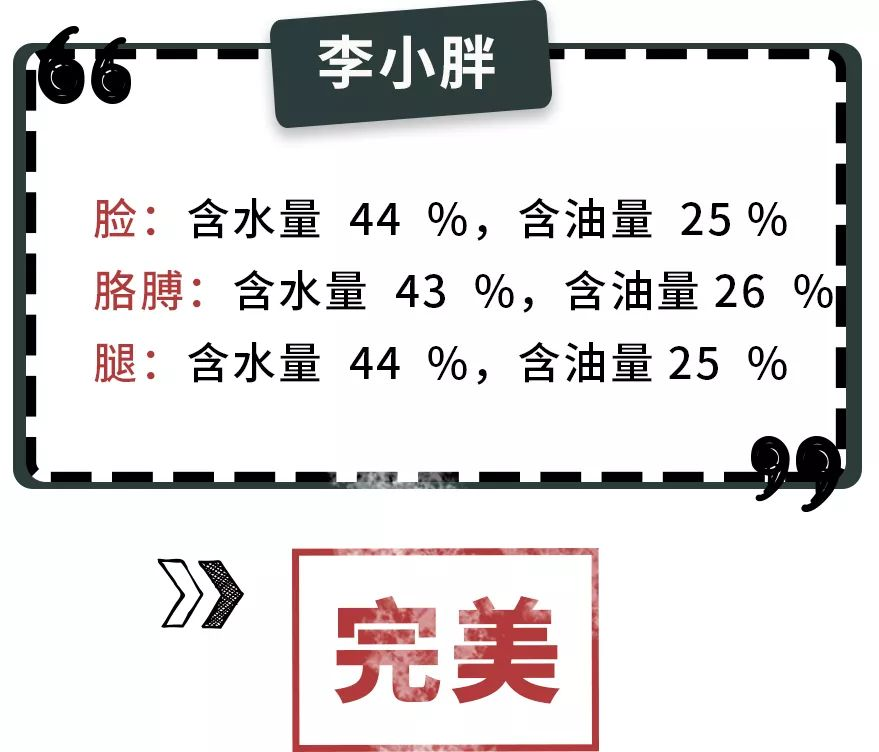 李小胖
脸：含水量 44 %，含油量 25 %
胳膊：含水量 43 %，含油量 26 %
腿：含水量 44 %，含油量 25 %
完美